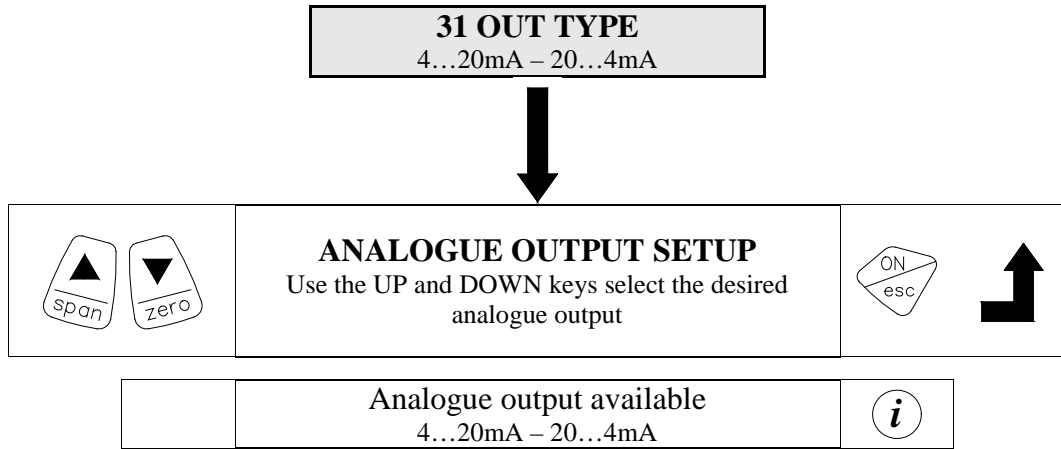 31 OUT TYPE
4…20mA – 20…4mA
span
zero
ANALOGUE OUTPUT SETUP
Use the UP and DOWN keys select the desired
analogue output
ON
esc
Analogue output available
4…20mA – 20…4mA
i